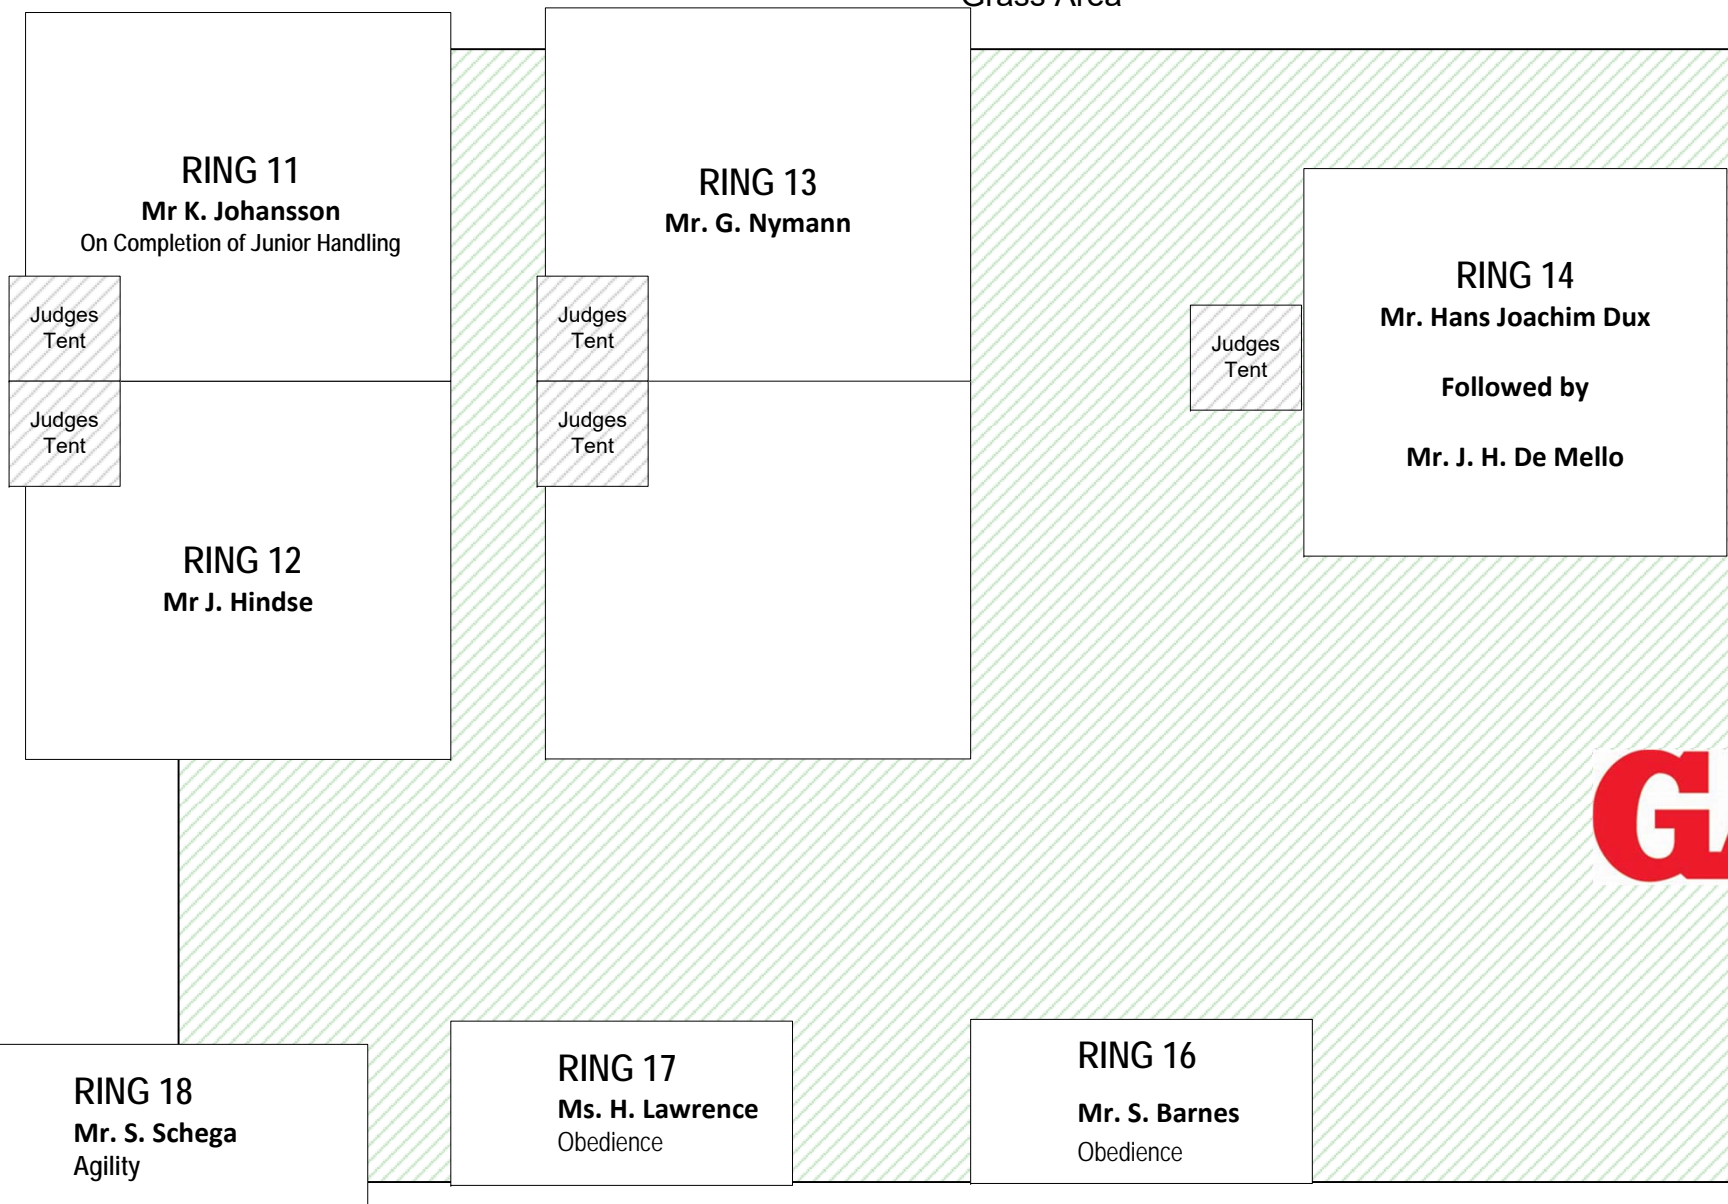 Grass Area
RING 11
Mr K. Johansson
On Completion of Junior Handling
Judges
Tent
Judges
Tent
RING 12
Mr J. Hindse
RING 13
Mr. G. Nymann
Judges
Tent
Judges
Tent
Judges
Tent
RING 14
Mr. Hans Joachim Dux
Followed by
Mr. J. H. De Mello
RING 18
Mr. S. Schega
Agility
RING 17
Ms. H. Lawrence
Obedience
RING 16
Mr. S. Barnes
Obedience